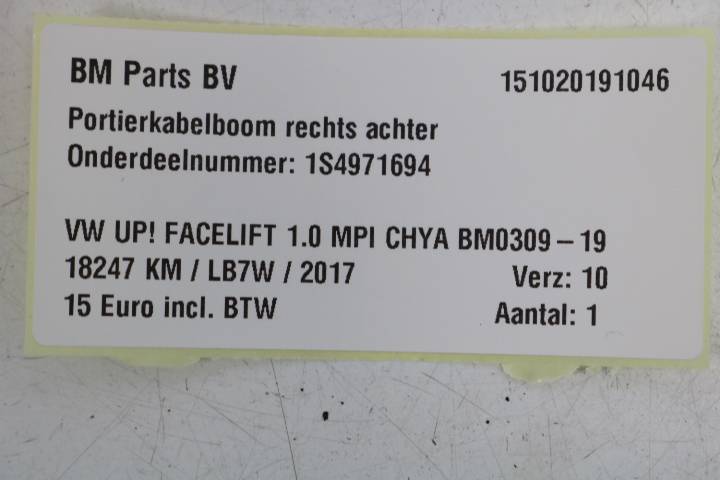 BM Parts BV 151020191046
Portierkabelboom rechts achter
Onderdeelnummer: 1S4971694
VW UP! FACELIFT 1.0 MPI CHYA BM0309 – 19
18247 KM / LB7W / 2017 Verz: 10
15 Euro incl. BTW Aantal: 1